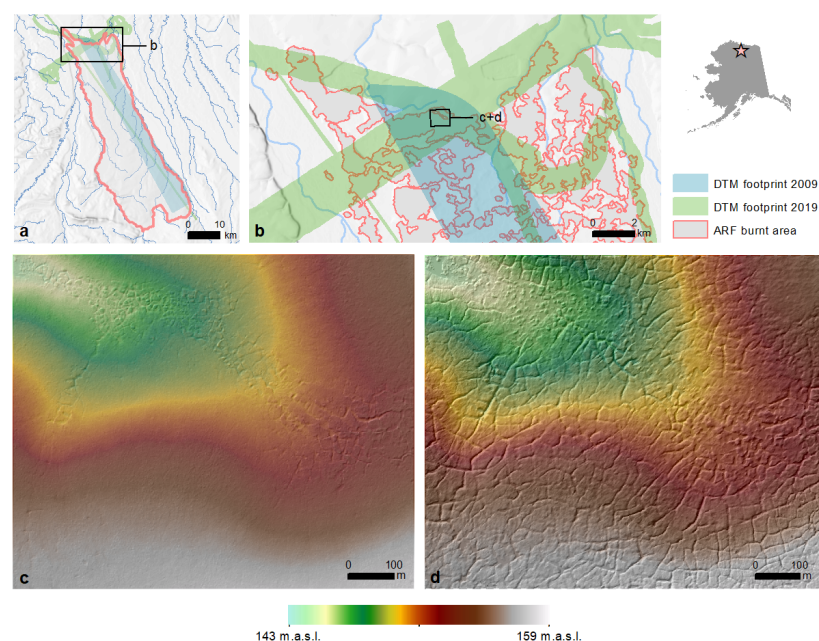 b
a
0 10
km
c+d
b
0 2
km
DTM footprint 2009
DTM footprint 2019
ARF burnt area
c
0 100
m
d
0 100
m
143 m.a.s.l.
159 m.a.s.l.